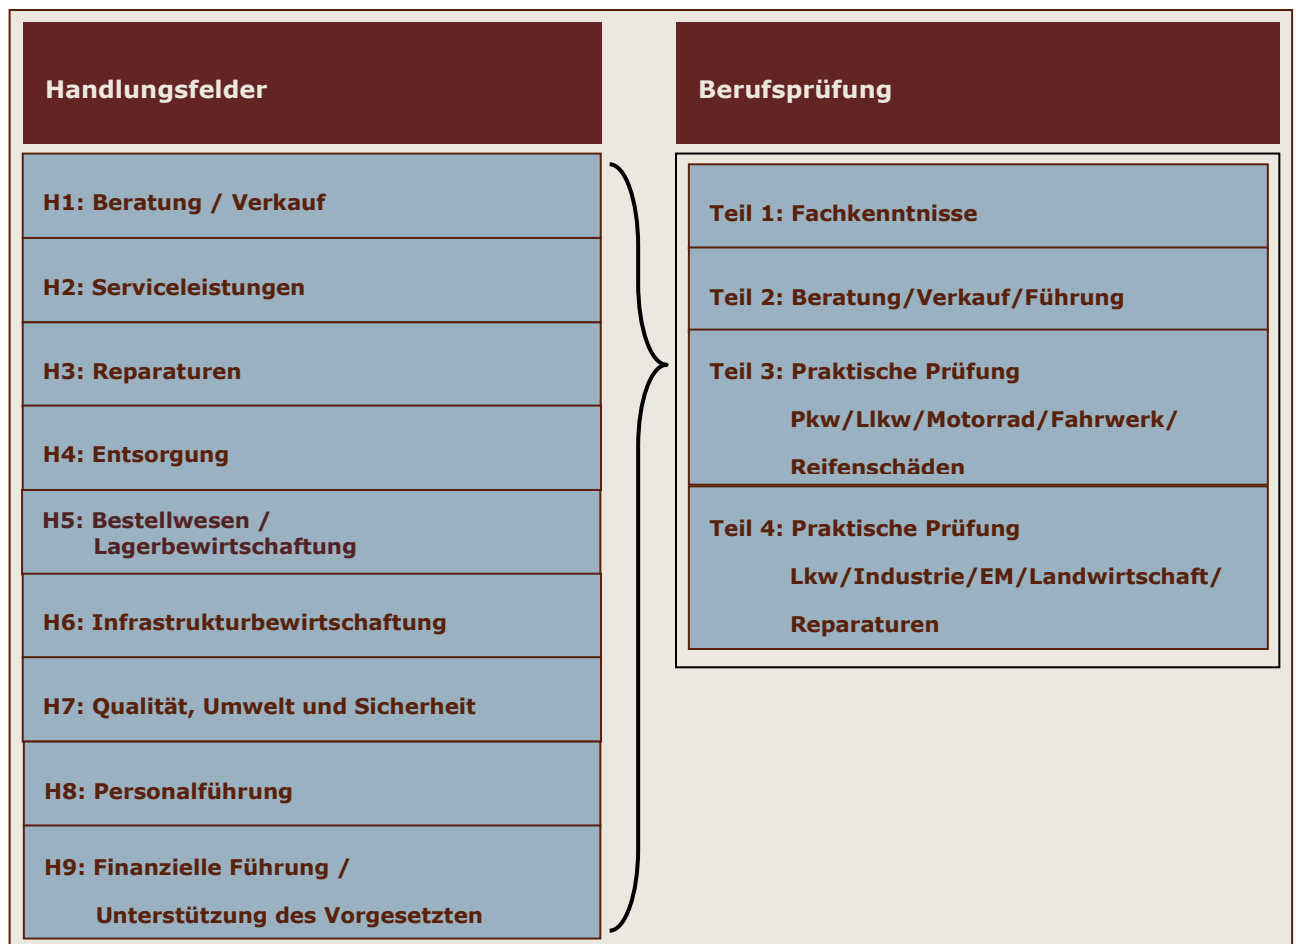 Handlungsfelder
H1: Beratung / Verkauf
H2: Serviceleistungen
H3: Reparaturen
H4: Entsorgung
H5: Bestellwesen /
Lagerbewirtschaftung
H6: Infrastrukturbewirtschaftung
H7: Qualität, Umwelt und Sicherheit
H8: Personalführung
H9: Finanzielle Führung /
Unterstützung des Vorgesetzten
Berufsprüfung
Teil 1: Fachkenntnisse
Teil 2: Beratung/Verkauf/Führung
Teil 3: Praktische Prüfung
Pkw/Llkw/Motorrad/Fahrwerk/
Reifenschäden
Teil 4: Praktische Prüfung
Lkw/Industrie/EM/Landwirtschaft/
Reparaturen